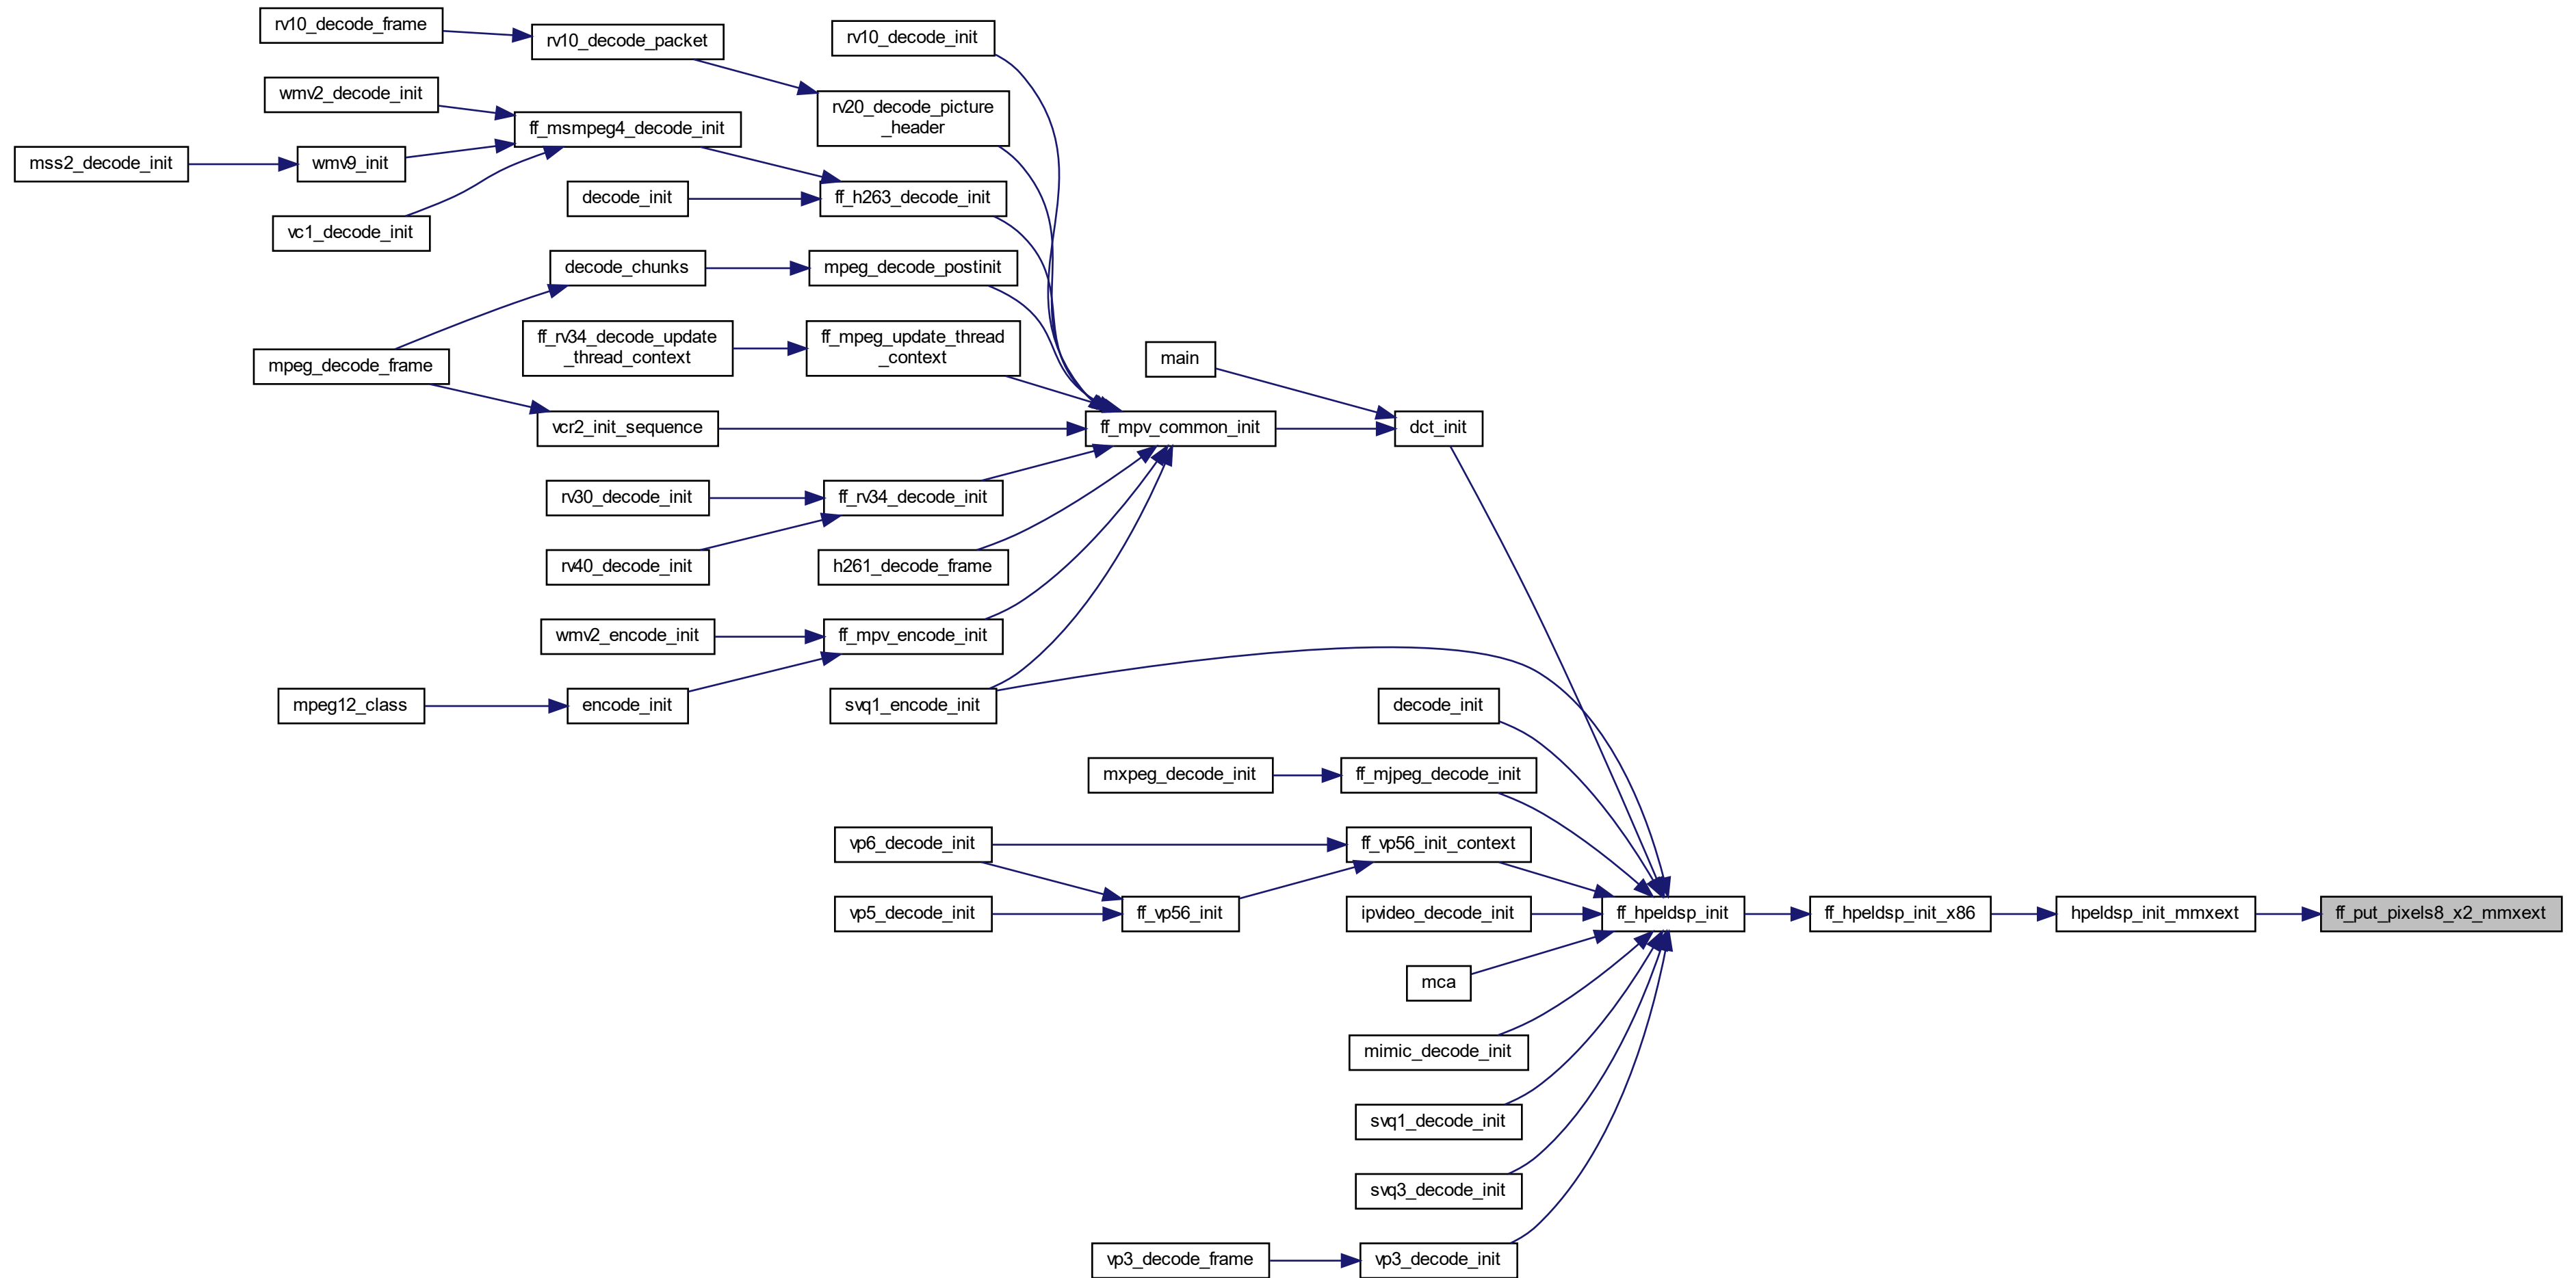 rv10_decode_frame
rv10_decode_packet
rv10_decode_init
wmv2_decode_init
rv20_decode_picture
_header
ff_msmpeg4_decode_init
mss2_decode_init
wmv9_init
decode_init
ff_h263_decode_init
vc1_decode_init
decode_chunks
mpeg_decode_postinit
ff_rv34_decode_update
_thread_context
ff_mpeg_update_thread
_context
main
mpeg_decode_frame
vcr2_init_sequence
ff_mpv_common_init
dct_init
rv30_decode_init
ff_rv34_decode_init
rv40_decode_init
h261_decode_frame
wmv2_encode_init
ff_mpv_encode_init
mpeg12_class
encode_init
svq1_encode_init
decode_init
mxpeg_decode_init
ff_mjpeg_decode_init
vp6_decode_init
ff_vp56_init_context
vp5_decode_init
ff_vp56_init
ipvideo_decode_init
ff_hpeldsp_init
ff_hpeldsp_init_x86
hpeldsp_init_mmxext
ff_put_pixels8_x2_mmxext
mca
mimic_decode_init
svq1_decode_init
svq3_decode_init
vp3_decode_frame
vp3_decode_init